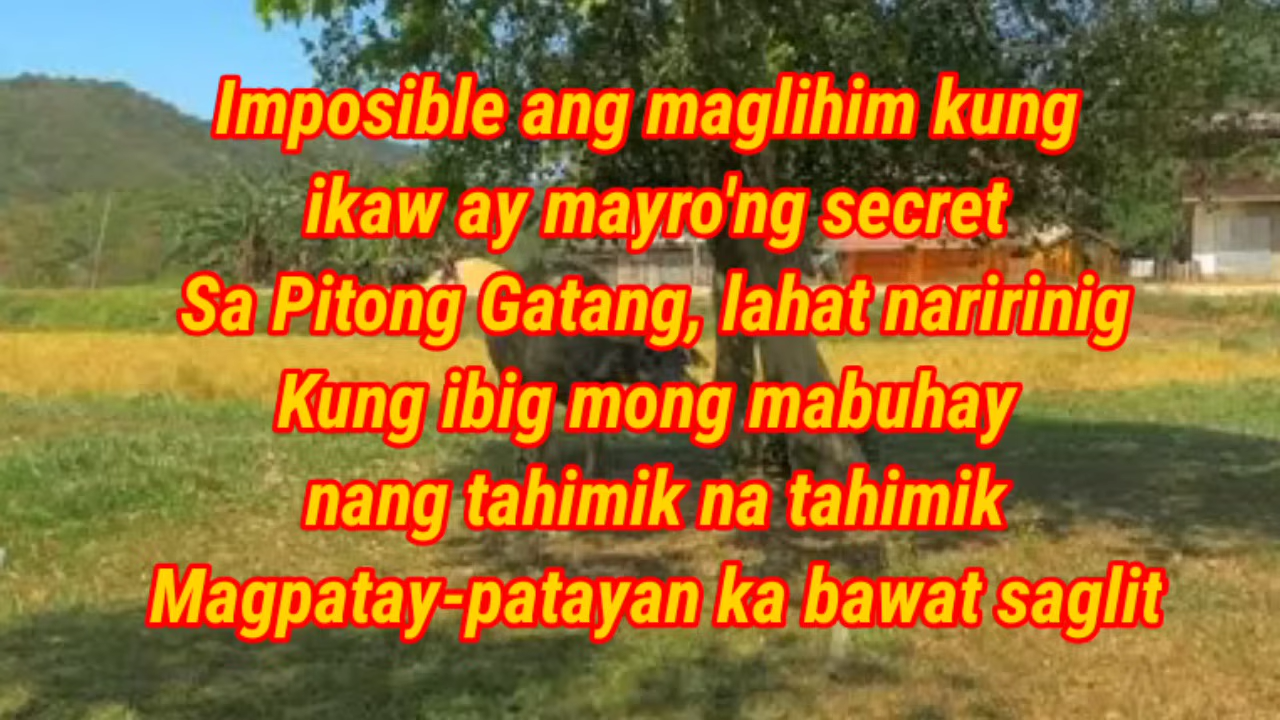 Imposible ang maglihim kung
ikaw ay mayro'ng secret
Sa Pitong Gatang, lahat naririnig
Kung ibig mong mabuhay
nang tahimik na tahimik
Magpatay-patayan ka bawat saglit